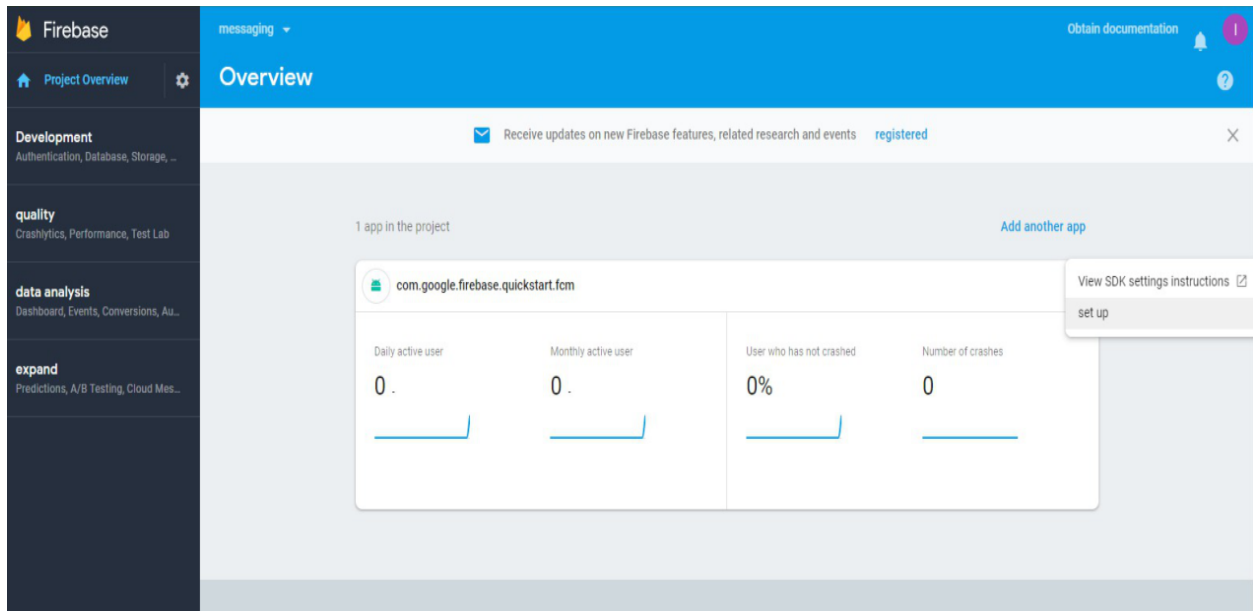 Firebase
messaging
Obtain documentation
I
Project Overview
Overview
?
Receive updates on new Firebase features, related research and events registered
Development
Authentication, Database, Storage, ...
quality
Crashlytics, Performance, Test Lab
data analysis
Dashboard, Events, Conversions, Au...
expand
Predictions, A/B Testing, Cloud Mes...
1 app in the project
Add another app
com.google.firebase.quickstart.fcm
View SDK settings instructions
set up
Daily active user
Monthly active user
User who has not crashed
Number of crashes
0 -
0 -
0%
0